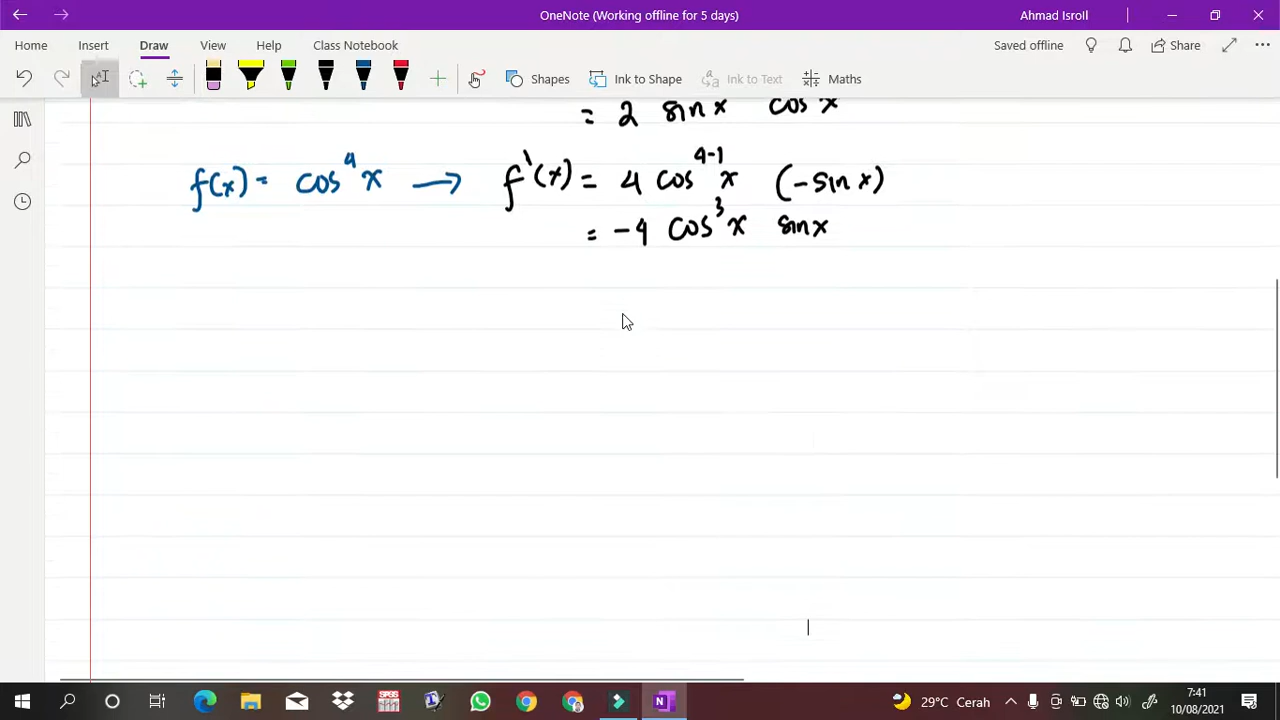 OneNote (Working offline for 5 days)
Ahmad Isroil
Home Insert Draw View Help Class Notebook
Saved offline Share
Shapes Ink to Shape Ink to Text Maths
= 2 sin x cos x
f(x) = cos⁴ x → f'(x) = 4 cos⁴⁻¹ x (-sin x)
= -4 cos³ x sin x
29°C Cerah
7:41
10/08/2021